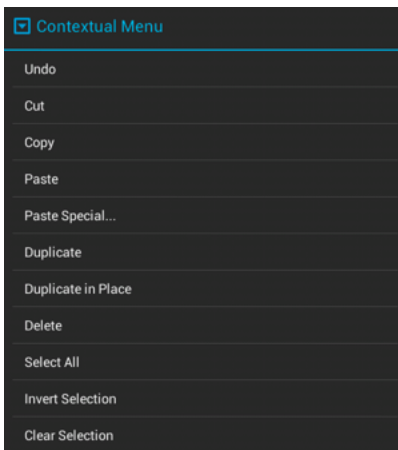 Contextual Menu
Undo
Cut
Copy
Paste
Paste Special...
Duplicate
Duplicate in Place
Delete
Select All
Invert Selection
Clear Selection